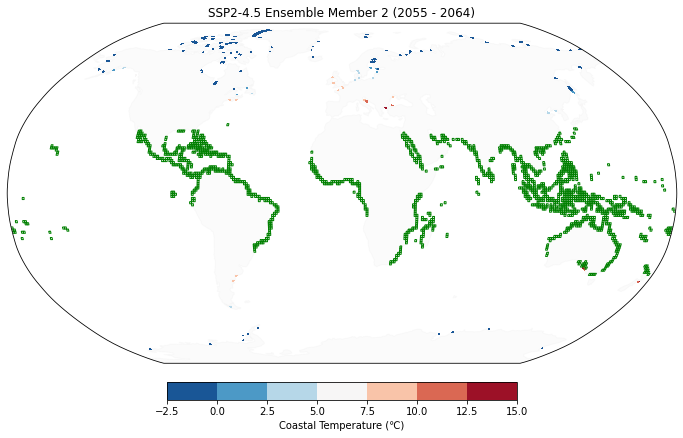 SSP2-4.5 Ensemble Member 2 (2055 - 2064)
−2.5 0.0 2.5 5.0 7.5 10.0 12.5 15.0
Coastal Temperature (℃)